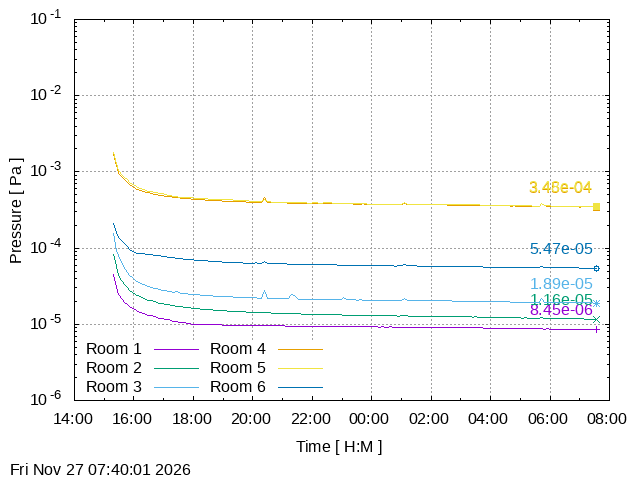 10^-1
10^-2
10^-3
10^-4
10^-5
10^-6
Pressure [ Pa ]
3.48e-04
5.47e-05
1.89e-05
1.16e-05
8.45e-06
Room 1 Room 4
Room 2 Room 5
Room 3 Room 6
14:00 16:00 18:00 20:00 22:00 00:00 02:00 04:00 06:00 08:00
Time [ H:M ]
Fri Nov 27 07:40:01 2026